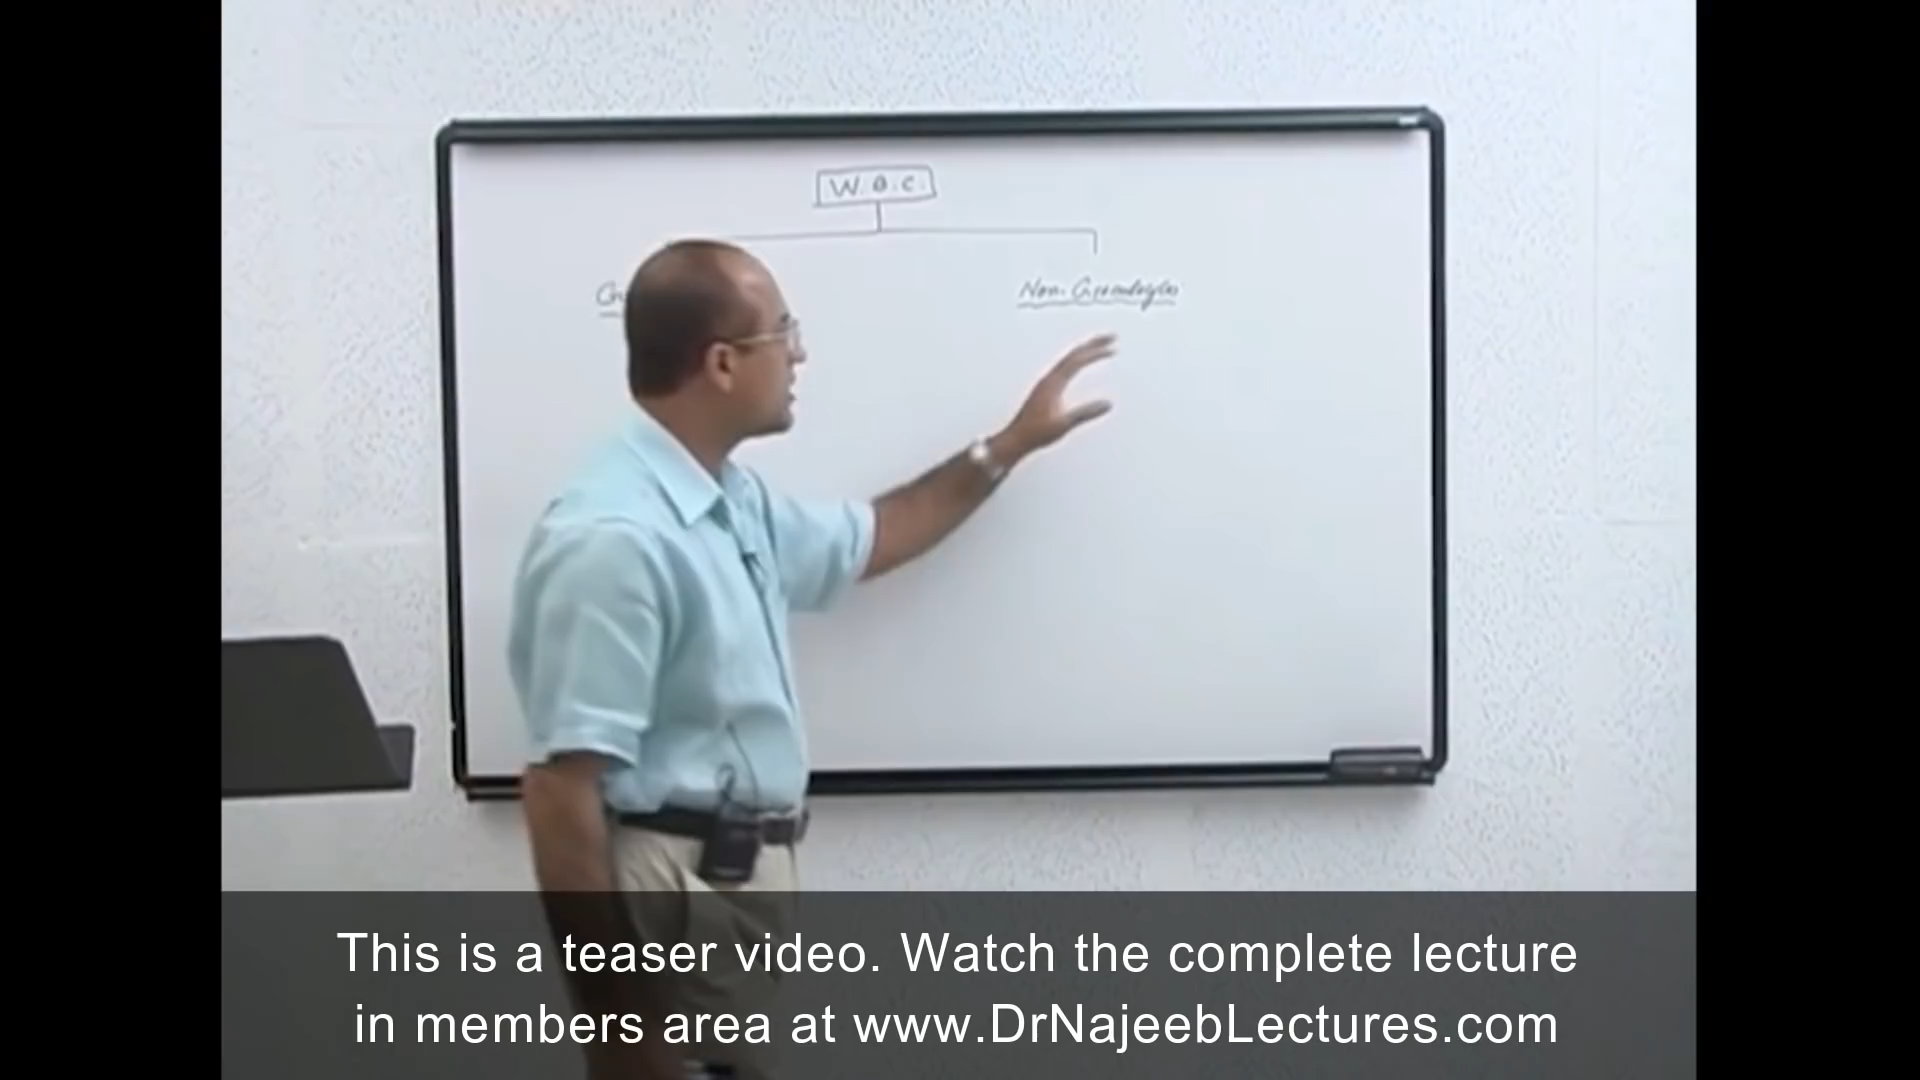 W.B.C.
Non-Granulocytes
This is a teaser video. Watch the complete lecture
in members area at www.DrNajeebLectures.com